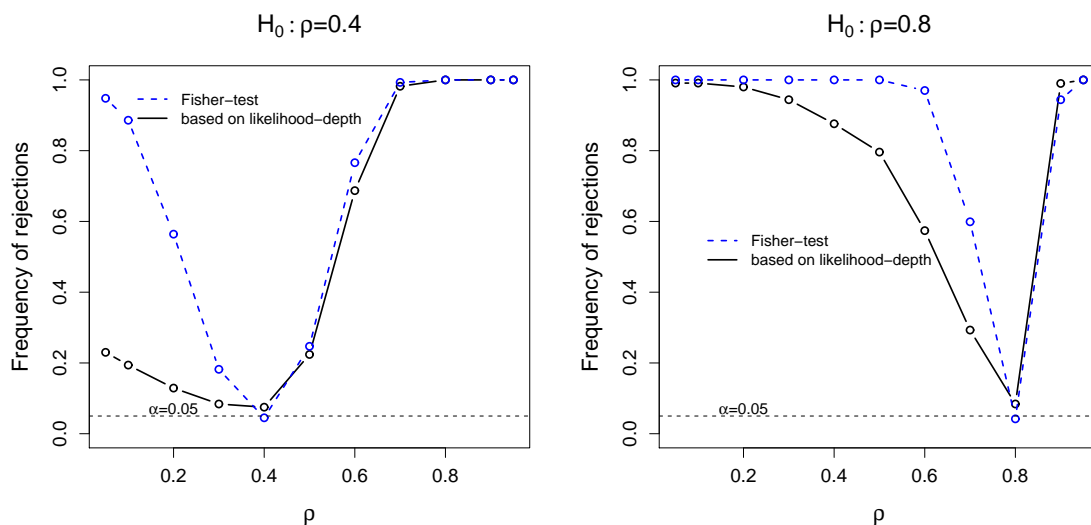 H0 : ρ=0.4
Frequency of rejections
1.0
0.8
0.6
0.4
0.2
0.0
Fisher−test
based on likelihood−depth
α=0.05
0.2 0.4 0.6 0.8
ρ
H0 : ρ=0.8
Frequency of rejections
1.0
0.8
0.6
0.4
0.2
0.0
Fisher−test
based on likelihood−depth
α=0.05
0.2 0.4 0.6 0.8
ρ